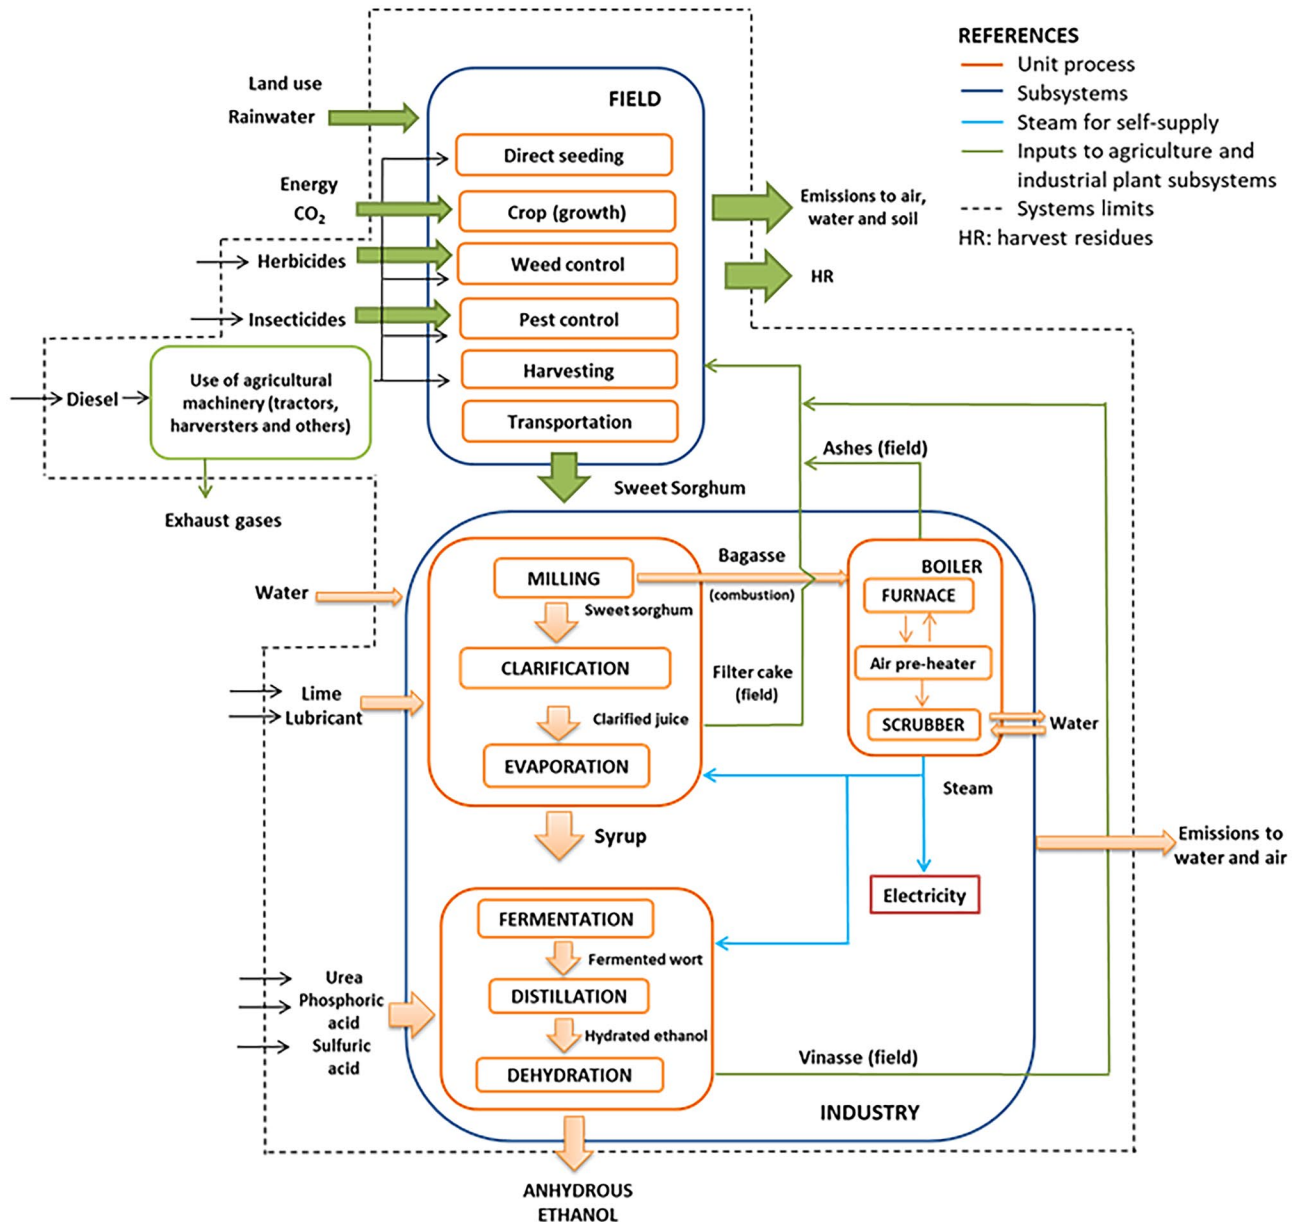 REFERENCES
Unit process
Subsystems
Steam for self-supply
Inputs to agriculture and
industrial plant subsystems
Systems limits
HR: harvest residues
Land use
Rainwater
FIELD
Direct seeding
Energy
CO2
Crop (growth)
Emissions to air,
water and soil
Herbicides
Weed control
HR
Insecticides
Pest control
Diesel
Use of agricultural
machinery (tractors,
harversters and others)
Harvesting
Transportation
Ashes (field)
Sweet Sorghum
Exhaust gases
Water
MILLING
Bagasse
(combustion)
BOILER
FURNACE
Sweet sorghum
CLARIFICATION
Air pre-heater
Filter cake
(field)
Lime
Lubricant
Clarified juice
SCRUBBER
Water
EVAPORATION
Steam
Syrup
Emissions to
water and air
Electricity
FERMENTATION
Fermented wort
Urea
Phosphoric
acid
Sulfuric
acid
DISTILLATION
Hydrated ethanol
DEHYDRATION
Vinasse (field)
INDUSTRY
ANHYDROUS
ETHANOL